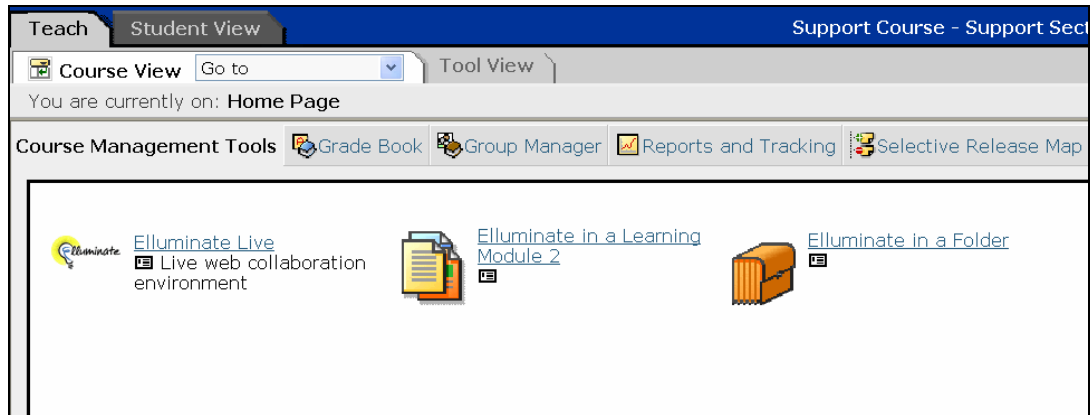 Teach Student View Support Course - Support Sect
Course View Go to Tool View
You are currently on: Home Page
Course Management Tools Grade Book Group Manager Reports and Tracking Selective Release Map
Elluminate
Elluminate Live
Live web collaboration
environment
Elluminate in a Learning
Module 2
Elluminate in a Folder